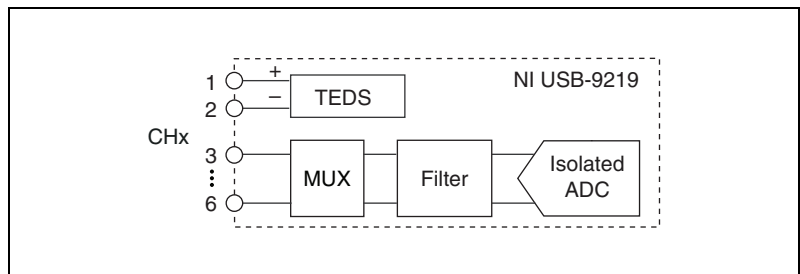 NI USB-9219
1 +
TEDS
2 –
CHx
3
MUX
Filter
Isolated
ADC
6